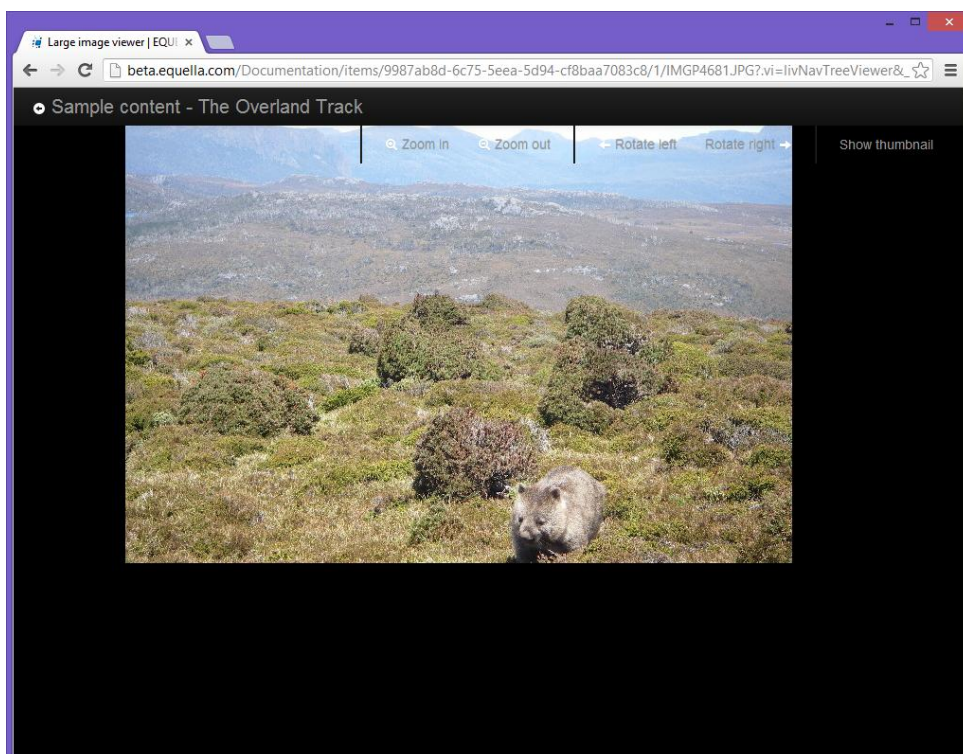 Large image viewer | EQUE
beta.equella.com/Documentation/items/9987ab8d-6c75-5eea-5d94-cf8baa7083c8/1/IMGP4681.JPG?.vi=livNavTreeViewer&_
Sample content - The Overland Track
Zoom in Zoom out Rotate left Rotate right Show thumbnail